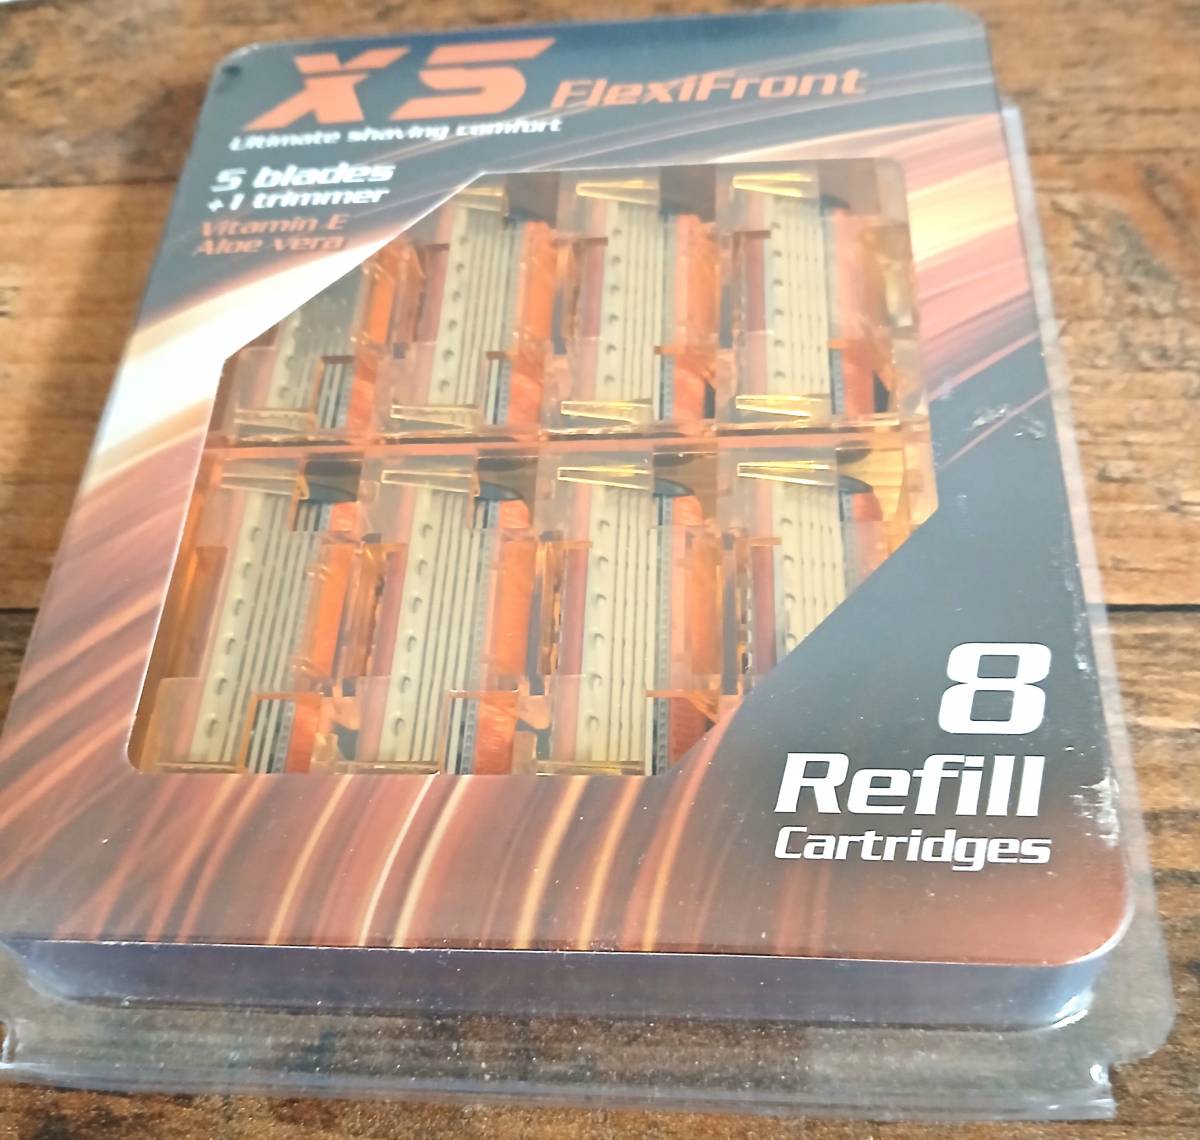 X5 FlexiFront
Ultimate shaving comfort
5 blades
+1 trimmer
Vitamin E
Aloe vera
8
Refill
Cartridges